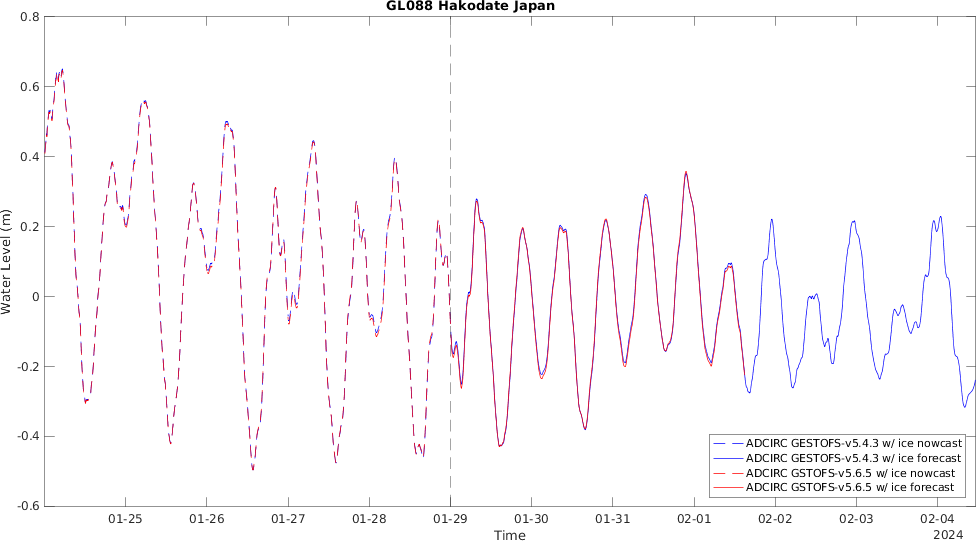 GL088 Hakodate Japan
0.8
0.6
0.4
0.2
0
-0.2
-0.4
-0.6
Water Level (m)
ADCIRC GESTOFS-v5.4.3 w/ ice nowcast
ADCIRC GESTOFS-v5.4.3 w/ ice forecast
ADCIRC GSTOFS-v5.6.5 w/ ice nowcast
ADCIRC GSTOFS-v5.6.5 w/ ice forecast
01-25 01-26 01-27 01-28 01-29 01-30 01-31 02-01 02-02 02-03 02-04
Time 2024